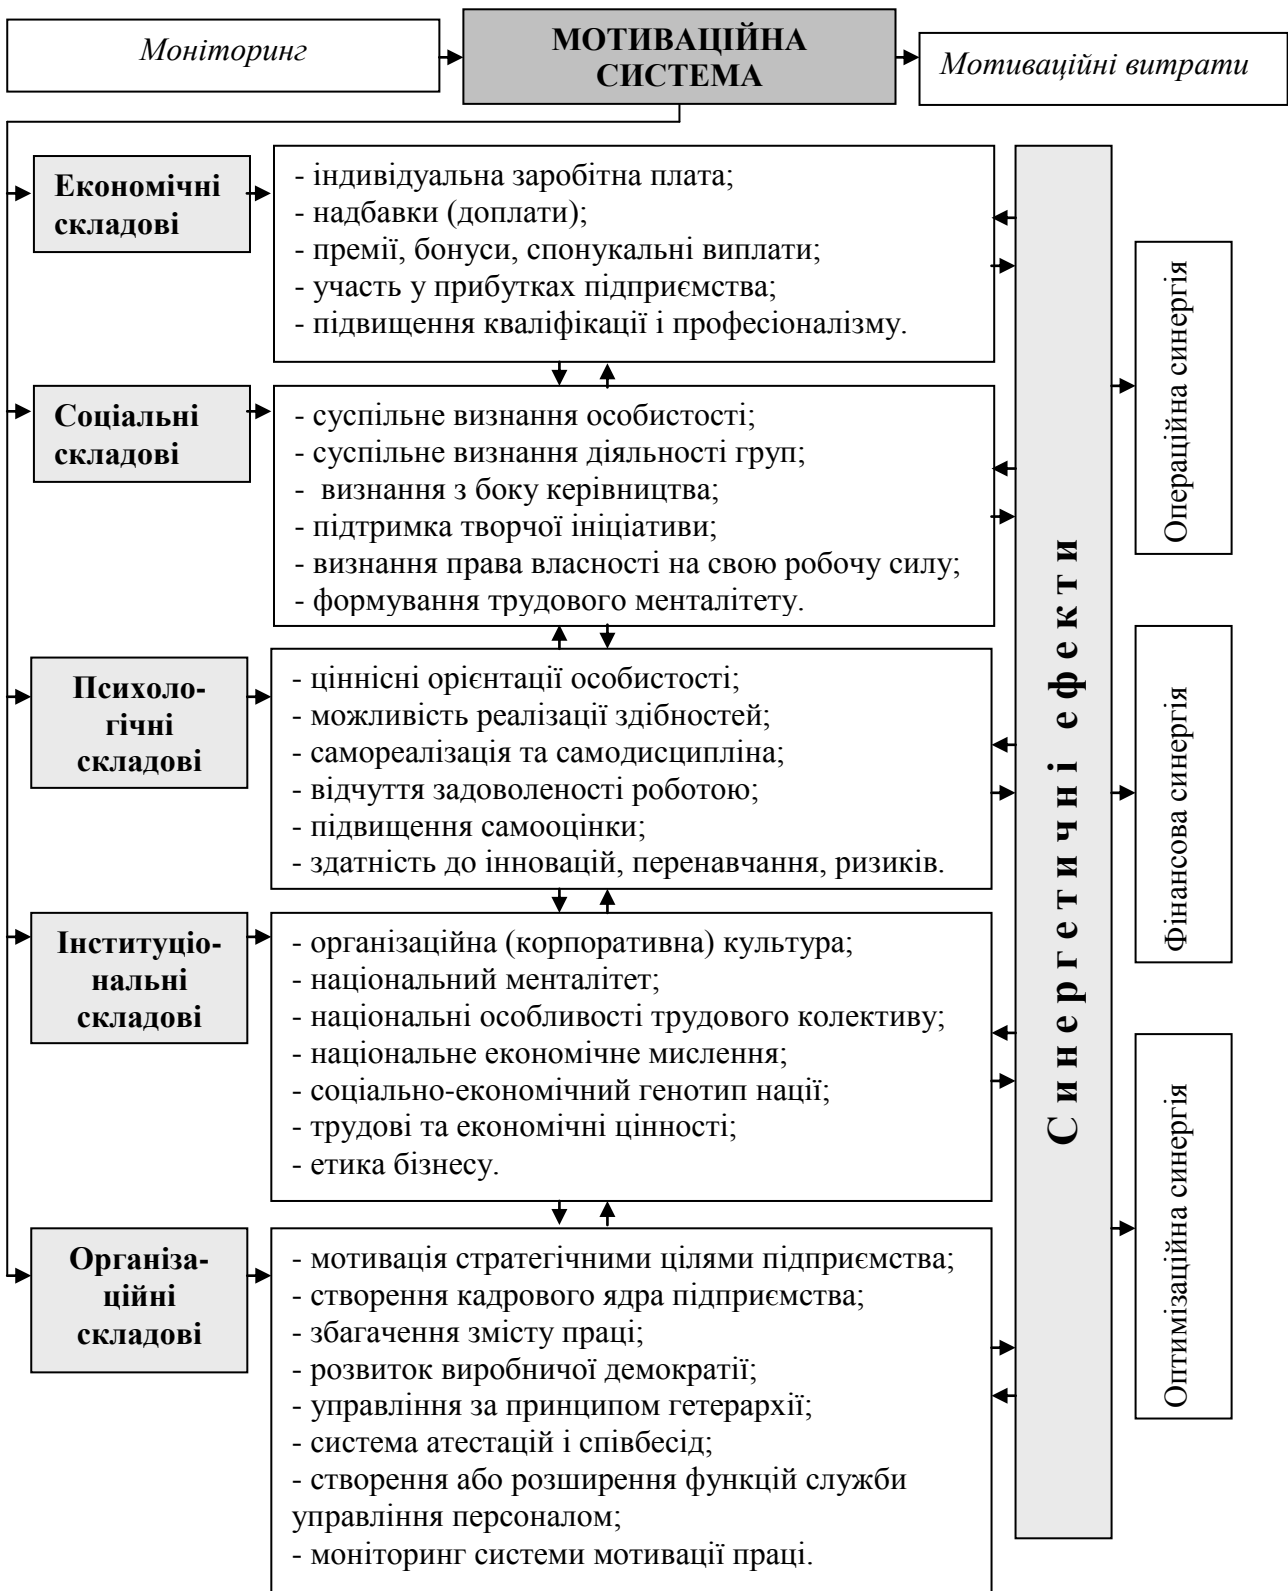 Моніторинг
МОТИВАЦІЙНА
СИСТЕМА
Мотиваційні витрати
Економічні
складові
- індивідуальна заробітна плата;
- надбавки (доплати);
- премії, бонуси, спонукальні виплати;
- участь у прибутках підприємства;
- підвищення кваліфікації і професіоналізму.
Соціальні
складові
- суспільне визнання особистості;
- суспільне визнання діяльності груп;
- визнання з боку керівництва;
- підтримка творчої ініціативи;
- визнання права власності на свою робочу силу;
- формування трудового менталітету.
Психоло-
гічні
складові
- ціннісні орієнтації особистості;
- можливість реалізації здібностей;
- самореалізація та самодисципліна;
- відчуття задоволеності роботою;
- підвищення самооцінки;
- здатність до інновацій, перенавчання, ризиків.
Інституціо-
нальні
складові
- організаційна (корпоративна) культура;
- національний менталітет;
- національні особливості трудового колективу;
- національне економічне мислення;
- соціально-економічний генотип нації;
- трудові та економічні цінності;
- етика бізнесу.
Організа-
ційні
складові
- мотивація стратегічними цілями підприємства;
- створення кадрового ядра підприємства;
- збагачення змісту праці;
- розвиток виробничої демократії;
- управління за принципом гетерархії;
- система атестацій і співбесід;
- створення або розширення функцій служби
управління персоналом;
- моніторинг системи мотивації праці.
Синергетичні ефекти
Операційна синергія
Фінансова синергія
Оптимізаційна синергія